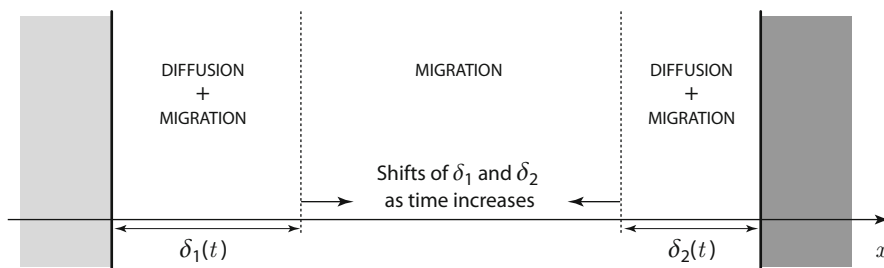 DIFFUSION
+
MIGRATION
MIGRATION
DIFFUSION
+
MIGRATION
Shifts of δ1 and δ2
as time increases
δ1(t)
δ2(t)
x